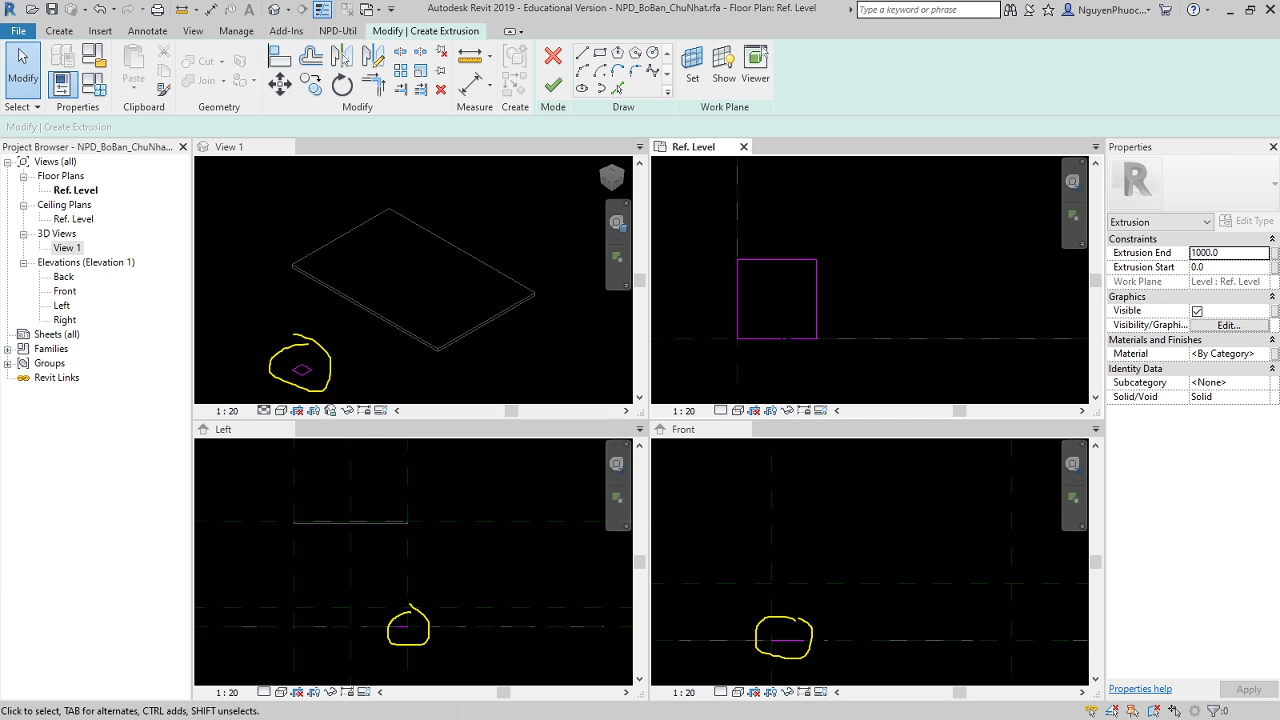 Autodesk Revit 2019 - Educational Version - NPD_BoBan_ChuNhat.rfa - Floor Plan: Ref. Level
Type a keyword or phrase
NguyenPhuoc...
File Create Insert Annotate View Manage Add-Ins NPD-Util Modify | Create Extrusion
Modify Paste Cut Join Create Set Show Viewer
Select Properties Clipboard Geometry Modify Measure Create Mode Draw Work Plane
Modify | Create Extrusion
Project Browser - NPD_BoBan_ChuNha...
Views (all)
Floor Plans
Ref. Level
Ceiling Plans
Ref. Level
3D Views
View 1
Elevations (Elevation 1)
Back
Front
Left
Right
Sheets (all)
Families
Groups
Revit Links
View 1
1 : 20
Ref. Level
1 : 20
Left
1 : 20
Front
1 : 20
Properties
R
Extrusion Edit Type
Constraints
Extrusion End 1000.0
Extrusion Start 0.0
Work Plane Level : Ref. Level
Graphics
Visible
Visibility/Graphi... Edit...
Materials and Finishes
Material <By Category>
Identity Data
Subcategory <None>
Solid/Void Solid
Properties help Apply
Click to select, TAB for alternates, CTRL adds, SHIFT unselects.
:0